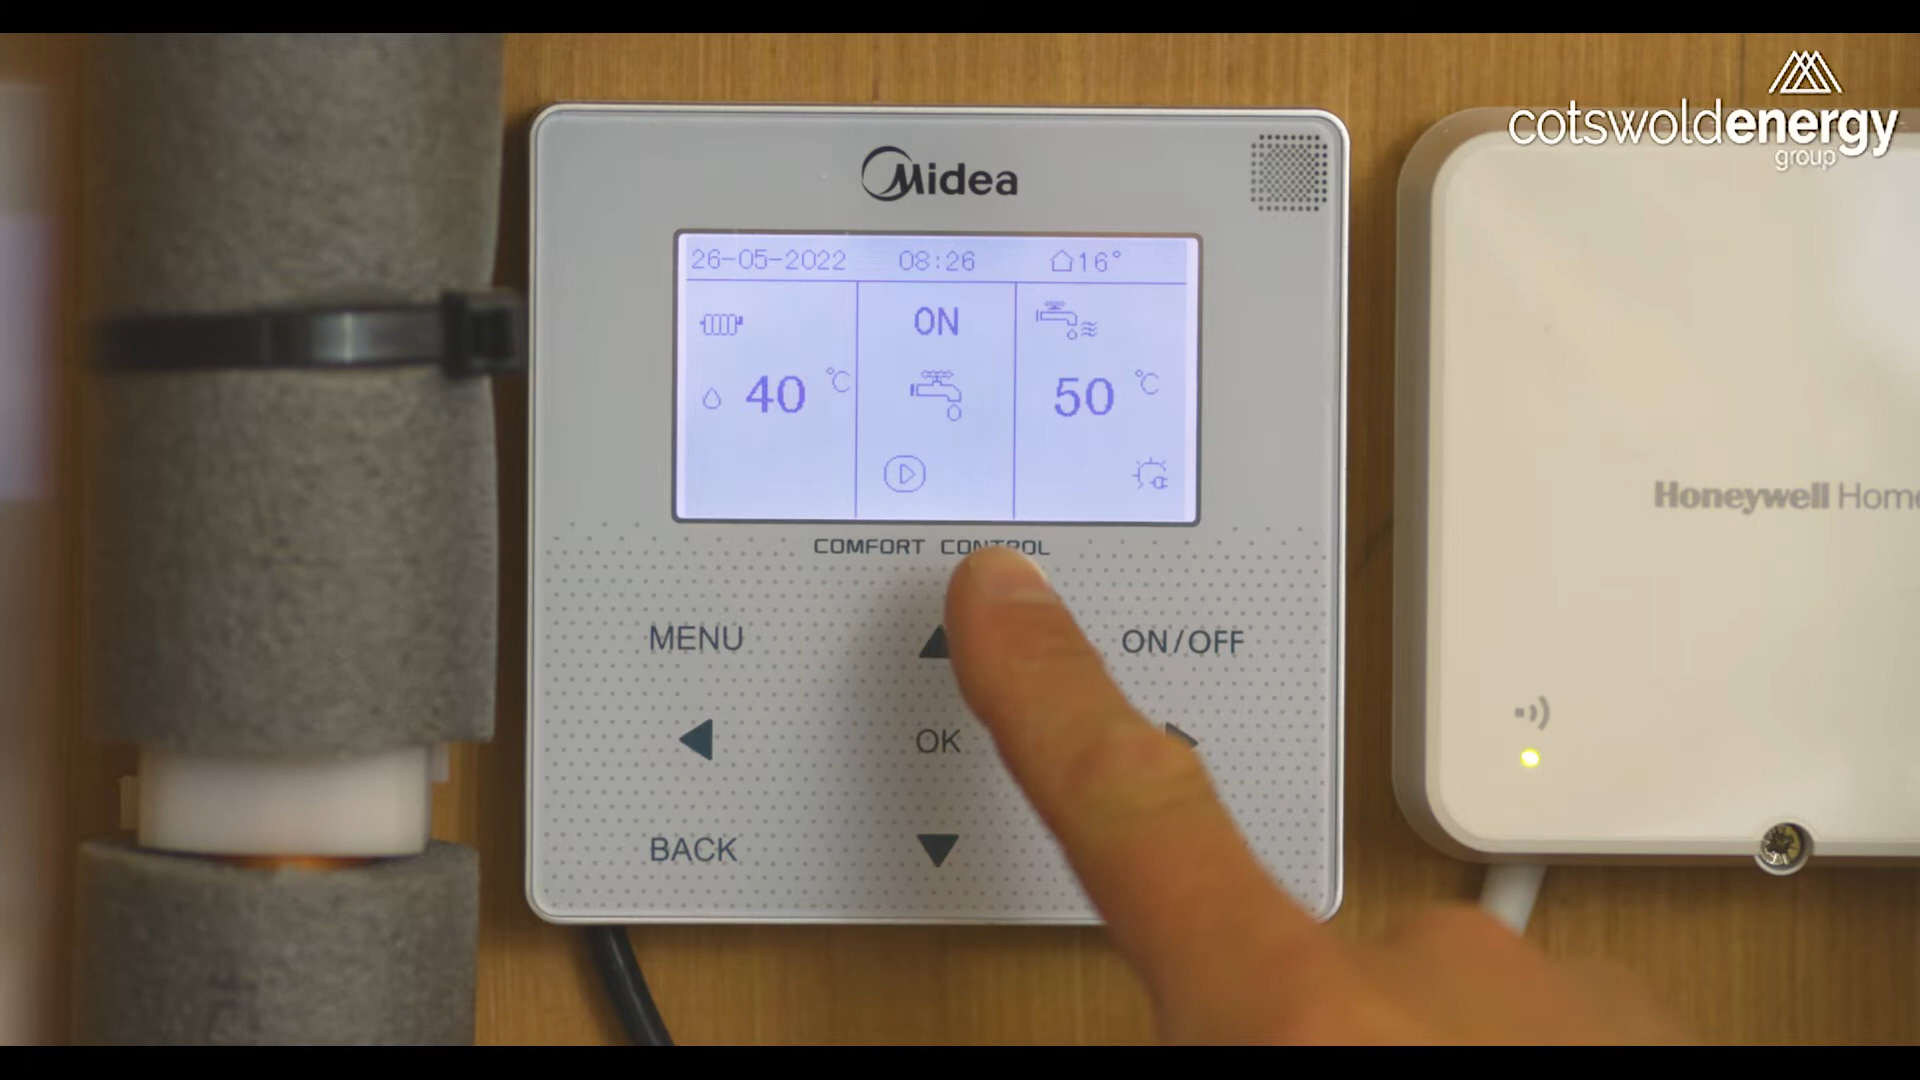 cotswoldenergy
group
Midea
26-05-2022 08:26 16°
ON
40 °C
50 °C
COMFORT CONTROL
MENU
ON/OFF
OK
BACK
Honeywell Home